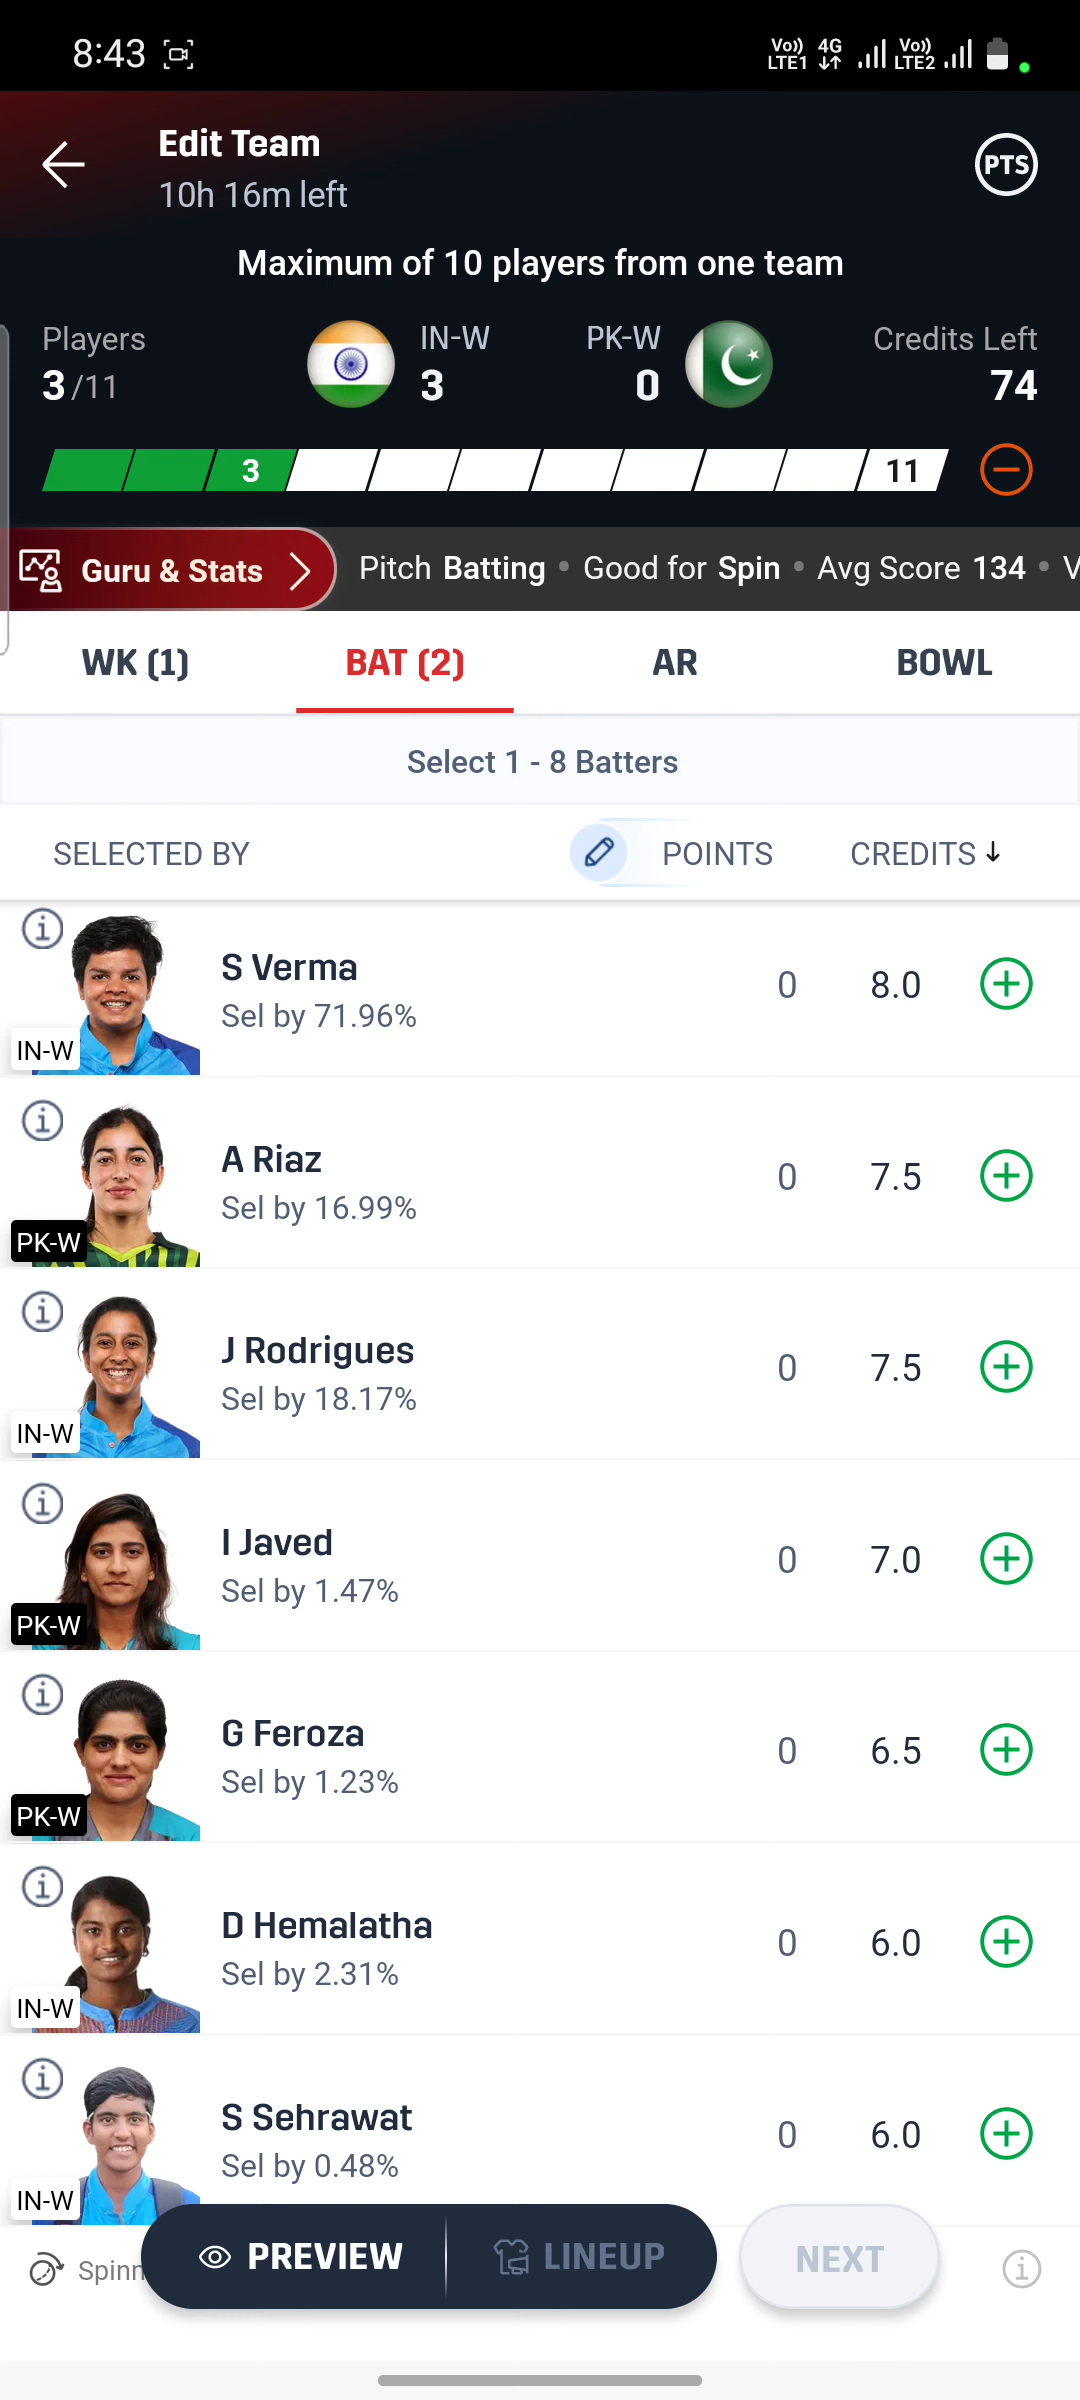 8:43
Vo)) LTE1 4G Vo)) LTE2
Edit Team
10h 16m left
PTS
Maximum of 10 players from one team
Players
3/11
IN-W
3
PK-W
0
Credits Left
74
3
11
Guru & Stats
Pitch Batting • Good for Spin • Avg Score 134 • V
WK (1) BAT (2) AR BOWL
Select 1 - 8 Batters
SELECTED BY POINTS CREDITS ↓
S Verma
Sel by 71.96%
0 8.0
IN-W
A Riaz
Sel by 16.99%
0 7.5
PK-W
J Rodrigues
Sel by 18.17%
0 7.5
IN-W
I Javed
Sel by 1.47%
0 7.0
PK-W
G Feroza
Sel by 1.23%
0 6.5
PK-W
D Hemalatha
Sel by 2.31%
0 6.0
IN-W
S Sehrawat
Sel by 0.48%
0 6.0
IN-W
Spinn
PREVIEW LINEUP NEXT